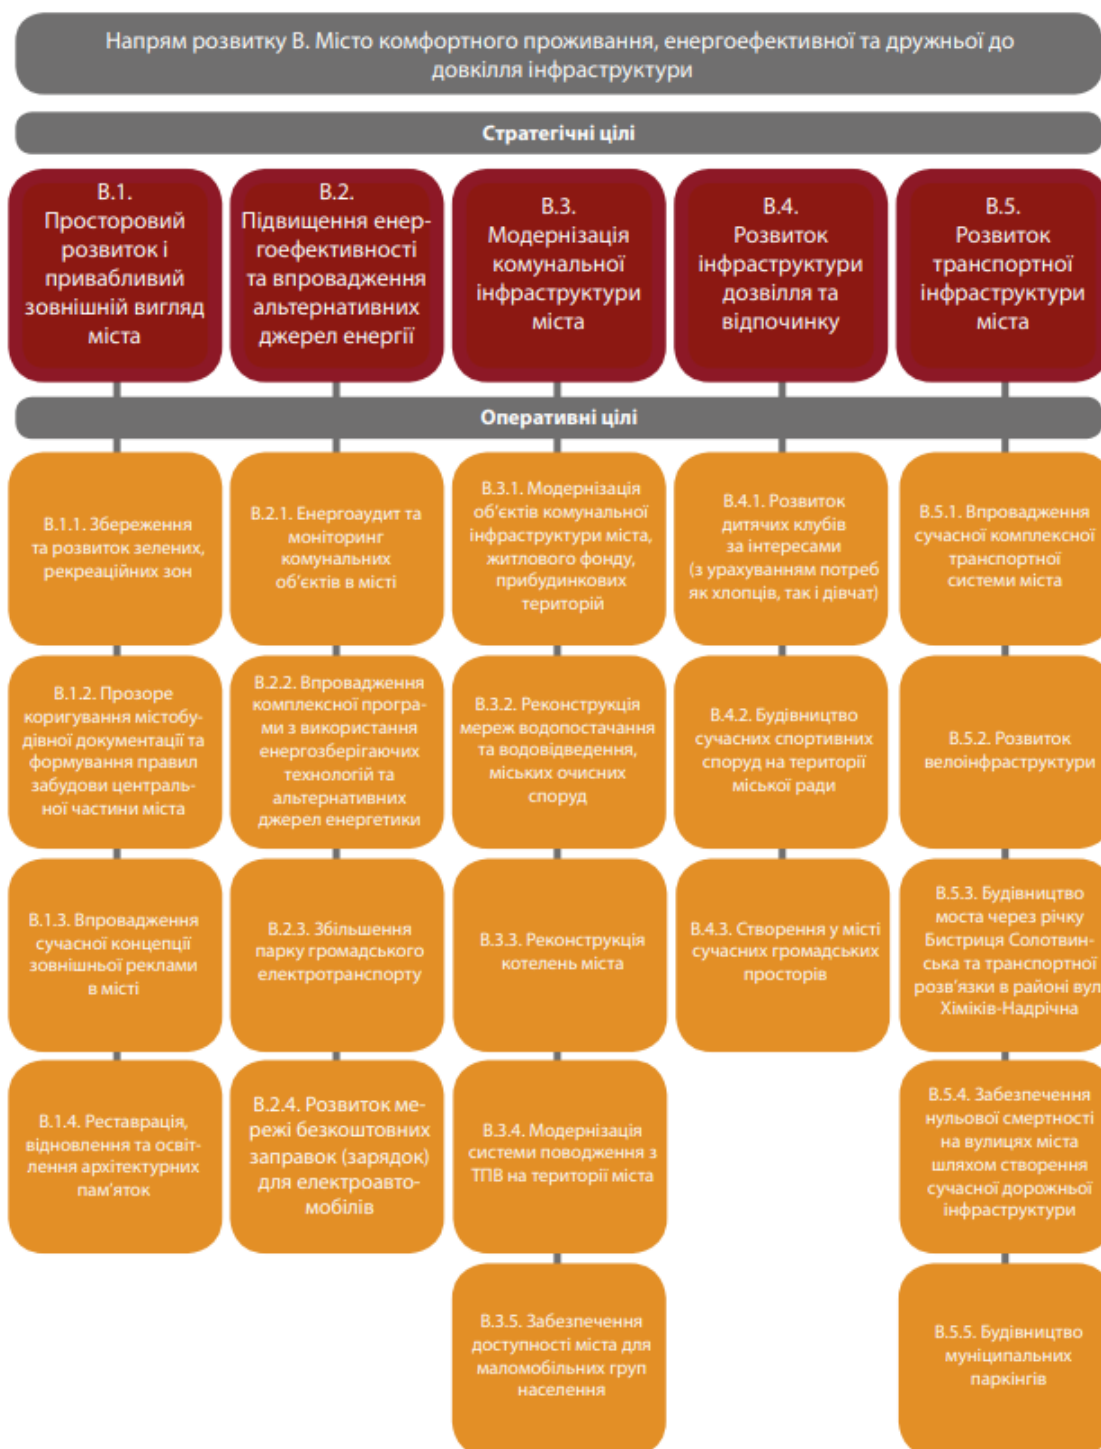 Напрям розвитку В. Місто комфортного проживання, енергоефективної та дружньої до
довкілля інфраструктури
Стратегічні цілі
В.1.
Просторовий
розвиток і
привабливий
зовнішній вигляд
міста
В.2.
Підвищення енер-
гоефективності
та впровадження
альтернативних
джерел енергії
В.3.
Модернізація
комунальної
інфраструктури
міста
В.4.
Розвиток
інфраструктури
дозвілля та
відпочинку
В.5.
Розвиток
транспортної
інфраструктури
міста
Оперативні цілі
В.1.1. Збереження
та розвиток зелених,
рекреаційних зон
В.2.1. Енергоаудит та
моніторинг
комунальних
об’єктів в місті
В.3.1. Модернізація
об’єктів комунальної
інфраструктури міста,
житлового фонду,
прибудинкових
територій
В.4.1. Розвиток
дитячих клубів
за інтересами
(з урахуванням потреб
як хлопців, так і дівчат)
В.5.1. Впровадження
сучасної комплексної
транспортної
системи міста
В.1.2. Прозоре
коригування містобу-
дівної документації та
формування правил
забудови централь-
ної частини міста
В.2.2. Впровадження
комплексної програ-
ми з використання
енергозберігаючих
технологій та
альтернативних
джерел енергетики
В.3.2. Реконструкція
мереж водопостачання
та водовідведення,
міських очисних
споруд
В.4.2. Будівництво
сучасних спортивних
споруд на території
міської ради
В.5.2. Розвиток
велоінфраструктури
В.1.3. Впровадження
сучасної концепції
зовнішньої реклами
в місті
В.2.3. Збільшення
парку громадського
електротранспорту
В.3.3. Реконструкція
котелень міста
В.4.3. Створення у місті
сучасних громадських
просторів
В.5.3. Будівництво
моста через річку
Бистриця Солотвин-
ська та транспортної
розв’язки в районі вул
Хіміків-Надрічна
В.1.4. Реставрація,
відновлення та освіт-
лення архітектурних
пам’яток
В.2.4. Розвиток ме-
режі безкоштовних
заправок (зарядок)
для електроавто-
мобілів
В.3.4. Модернізація
системи поводження з
ТПВ на території міста
В.5.4. Забезпечення
нульової смертності
на вулицях міста
шляхом створення
сучасної дорожньої
інфраструктури
В.3.5. Забезпечення
доступності міста для
маломобільних груп
населення
В.5.5. Будівництво
муніципальних
паркінгів